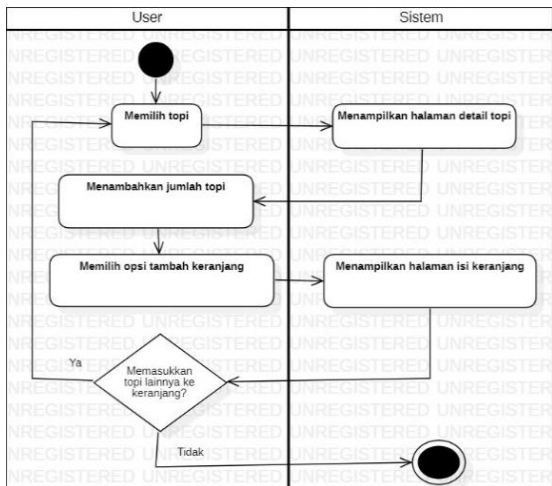 User
Sistem
Memilih topi
Menampilkan halaman detail topi
Menambahkan jumlah topi
Memilih opsi tambah keranjang
Menampilkan halaman isi keranjang
Ya
Memasukkan
topi lainnya ke
keranjang?
Tidak
UNREGISTERED